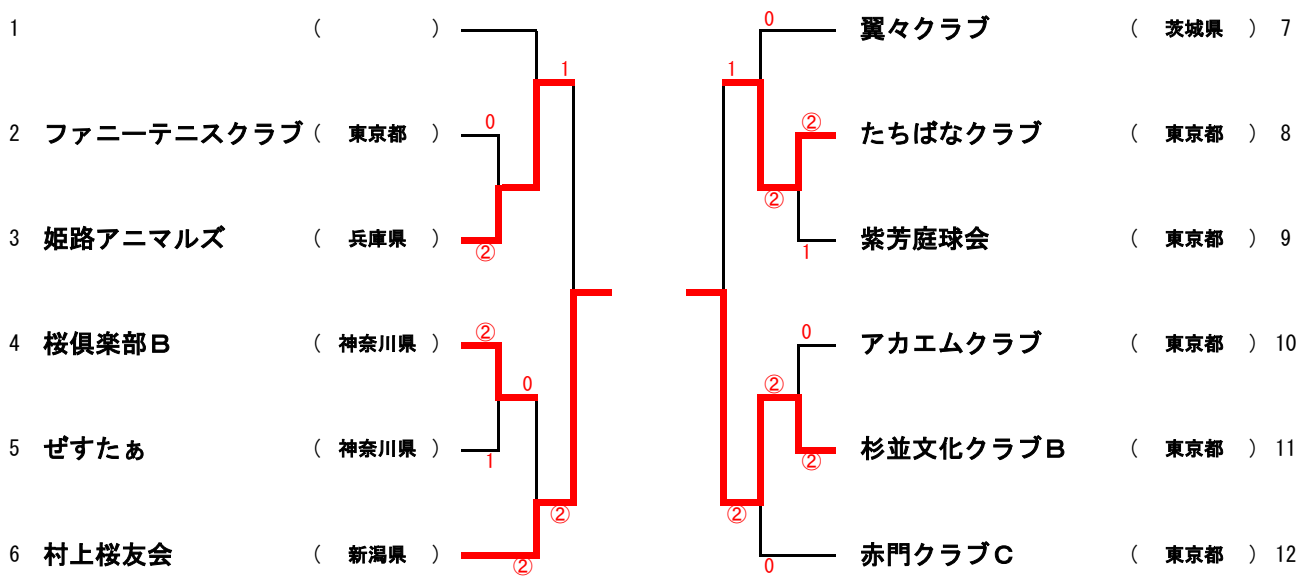 1 ( )
2 ファニーテニスクラブ ( 東京都 ) 0
3 姫路アニマルズ ( 兵庫県 ) ②
1
4 桜倶楽部B ( 神奈川県 ) ②
0
5 ぜすたぁ ( 神奈川県 ) 1
②
6 村上桜友会 ( 新潟県 ) ②
0 翼々クラブ ( 茨城県 ) 7
1
② たちばなクラブ ( 東京都 ) 8
②
1 紫芳庭球会 ( 東京都 ) 9
0 アカエムクラブ ( 東京都 ) 10
②
② 杉並文化クラブB ( 東京都 ) 11
②
0 赤門クラブC ( 東京都 ) 12